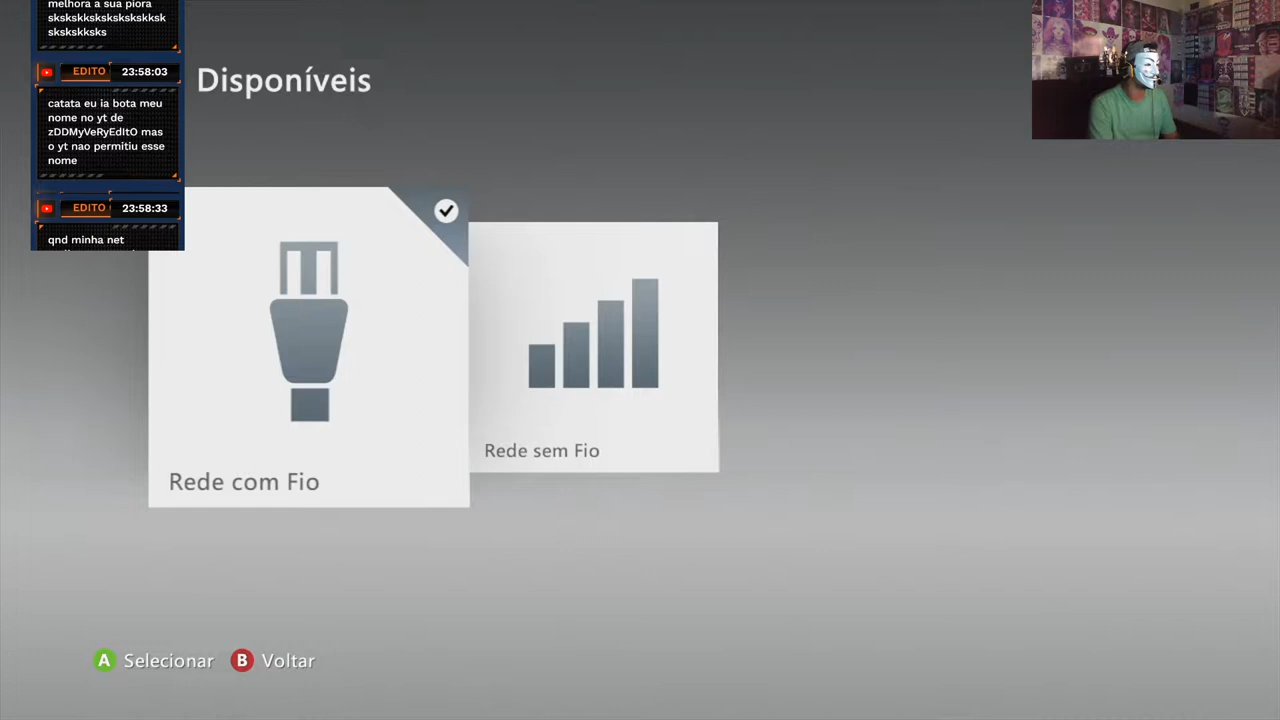 melhora a sua piora
skskskkskskskskskksk
skskskksks
EDITO 23:58:03
catata eu ia bota meu
nome no yt de
zDDMyVeRyEdItO mas
o yt nao permitiu esse
nome
EDITO 23:58:33
qnd minha net
Disponíveis
Rede com Fio
Rede sem Fio
A Selecionar B Voltar